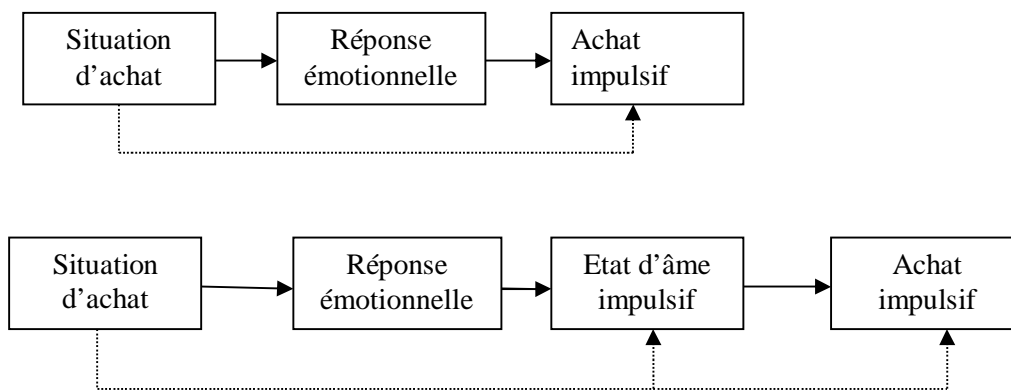 Situation
d’achat
Réponse
émotionnelle
Achat
impulsif
Situation
d’achat
Réponse
émotionnelle
Etat d’âme
impulsif
Achat
impulsif